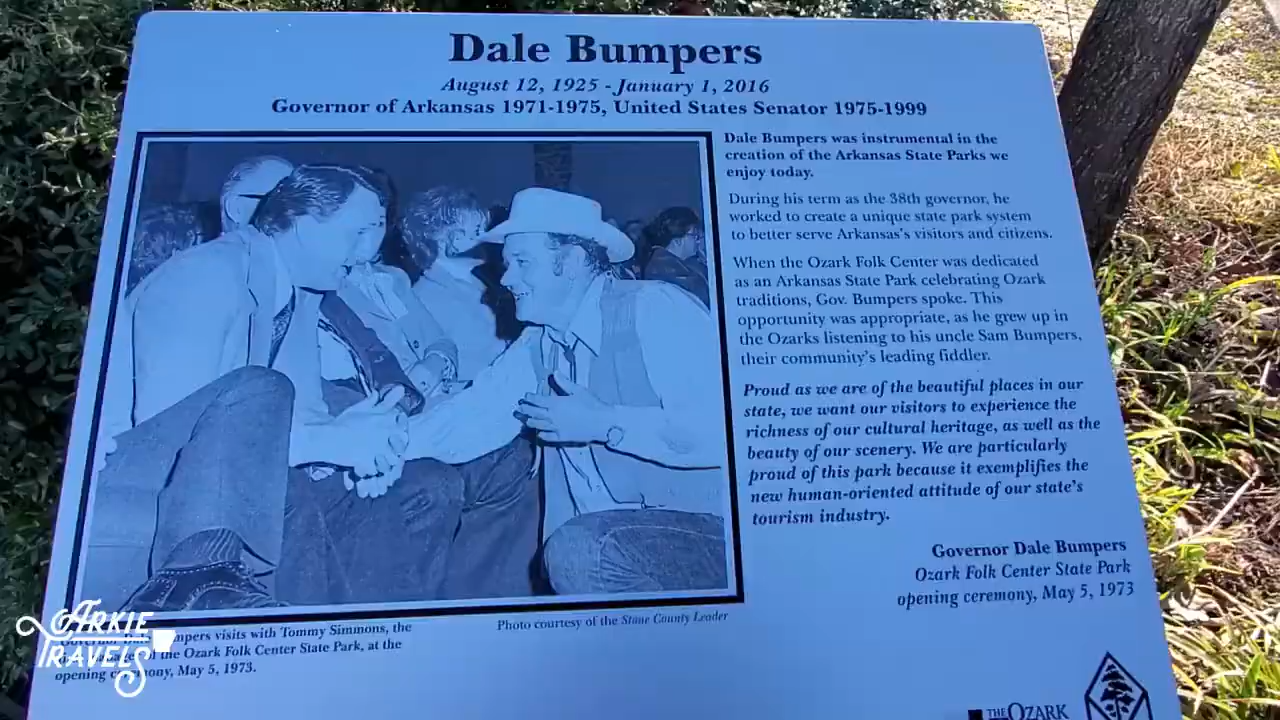 Dale Bumpers
August 12, 1925 - January 1, 2016
Governor of Arkansas 1971-1975, United States Senator 1975-1999
Dale Bumpers was instrumental in the
creation of the Arkansas State Parks we
enjoy today.
During his term as the 38th governor, he
worked to create a unique state park system
to better serve Arkansas's visitors and citizens.
When the Ozark Folk Center was dedicated
as an Arkansas State Park celebrating Ozark
traditions, Gov. Bumpers spoke. This
opportunity was appropriate, as he grew up in
the Ozarks listening to his uncle Sam Bumpers,
their community's leading fiddler.
Proud as we are of the beautiful places in our
state, we want our visitors to experience the
richness of our cultural heritage, as well as the
beauty of our scenery. We are particularly
proud of this park because it exemplifies the
new human-oriented attitude of our state's
tourism industry.
Governor Dale Bumpers
Ozark Folk Center State Park
opening ceremony, May 5, 1973
Photo courtesy of the Stone County Leader
Governor Dale Bumpers visits with Tommy Simmons, the
of the Ozark Folk Center State Park, at the
opening ceremony, May 5, 1973.
ARKIE
TRAVELS
THE OZARK